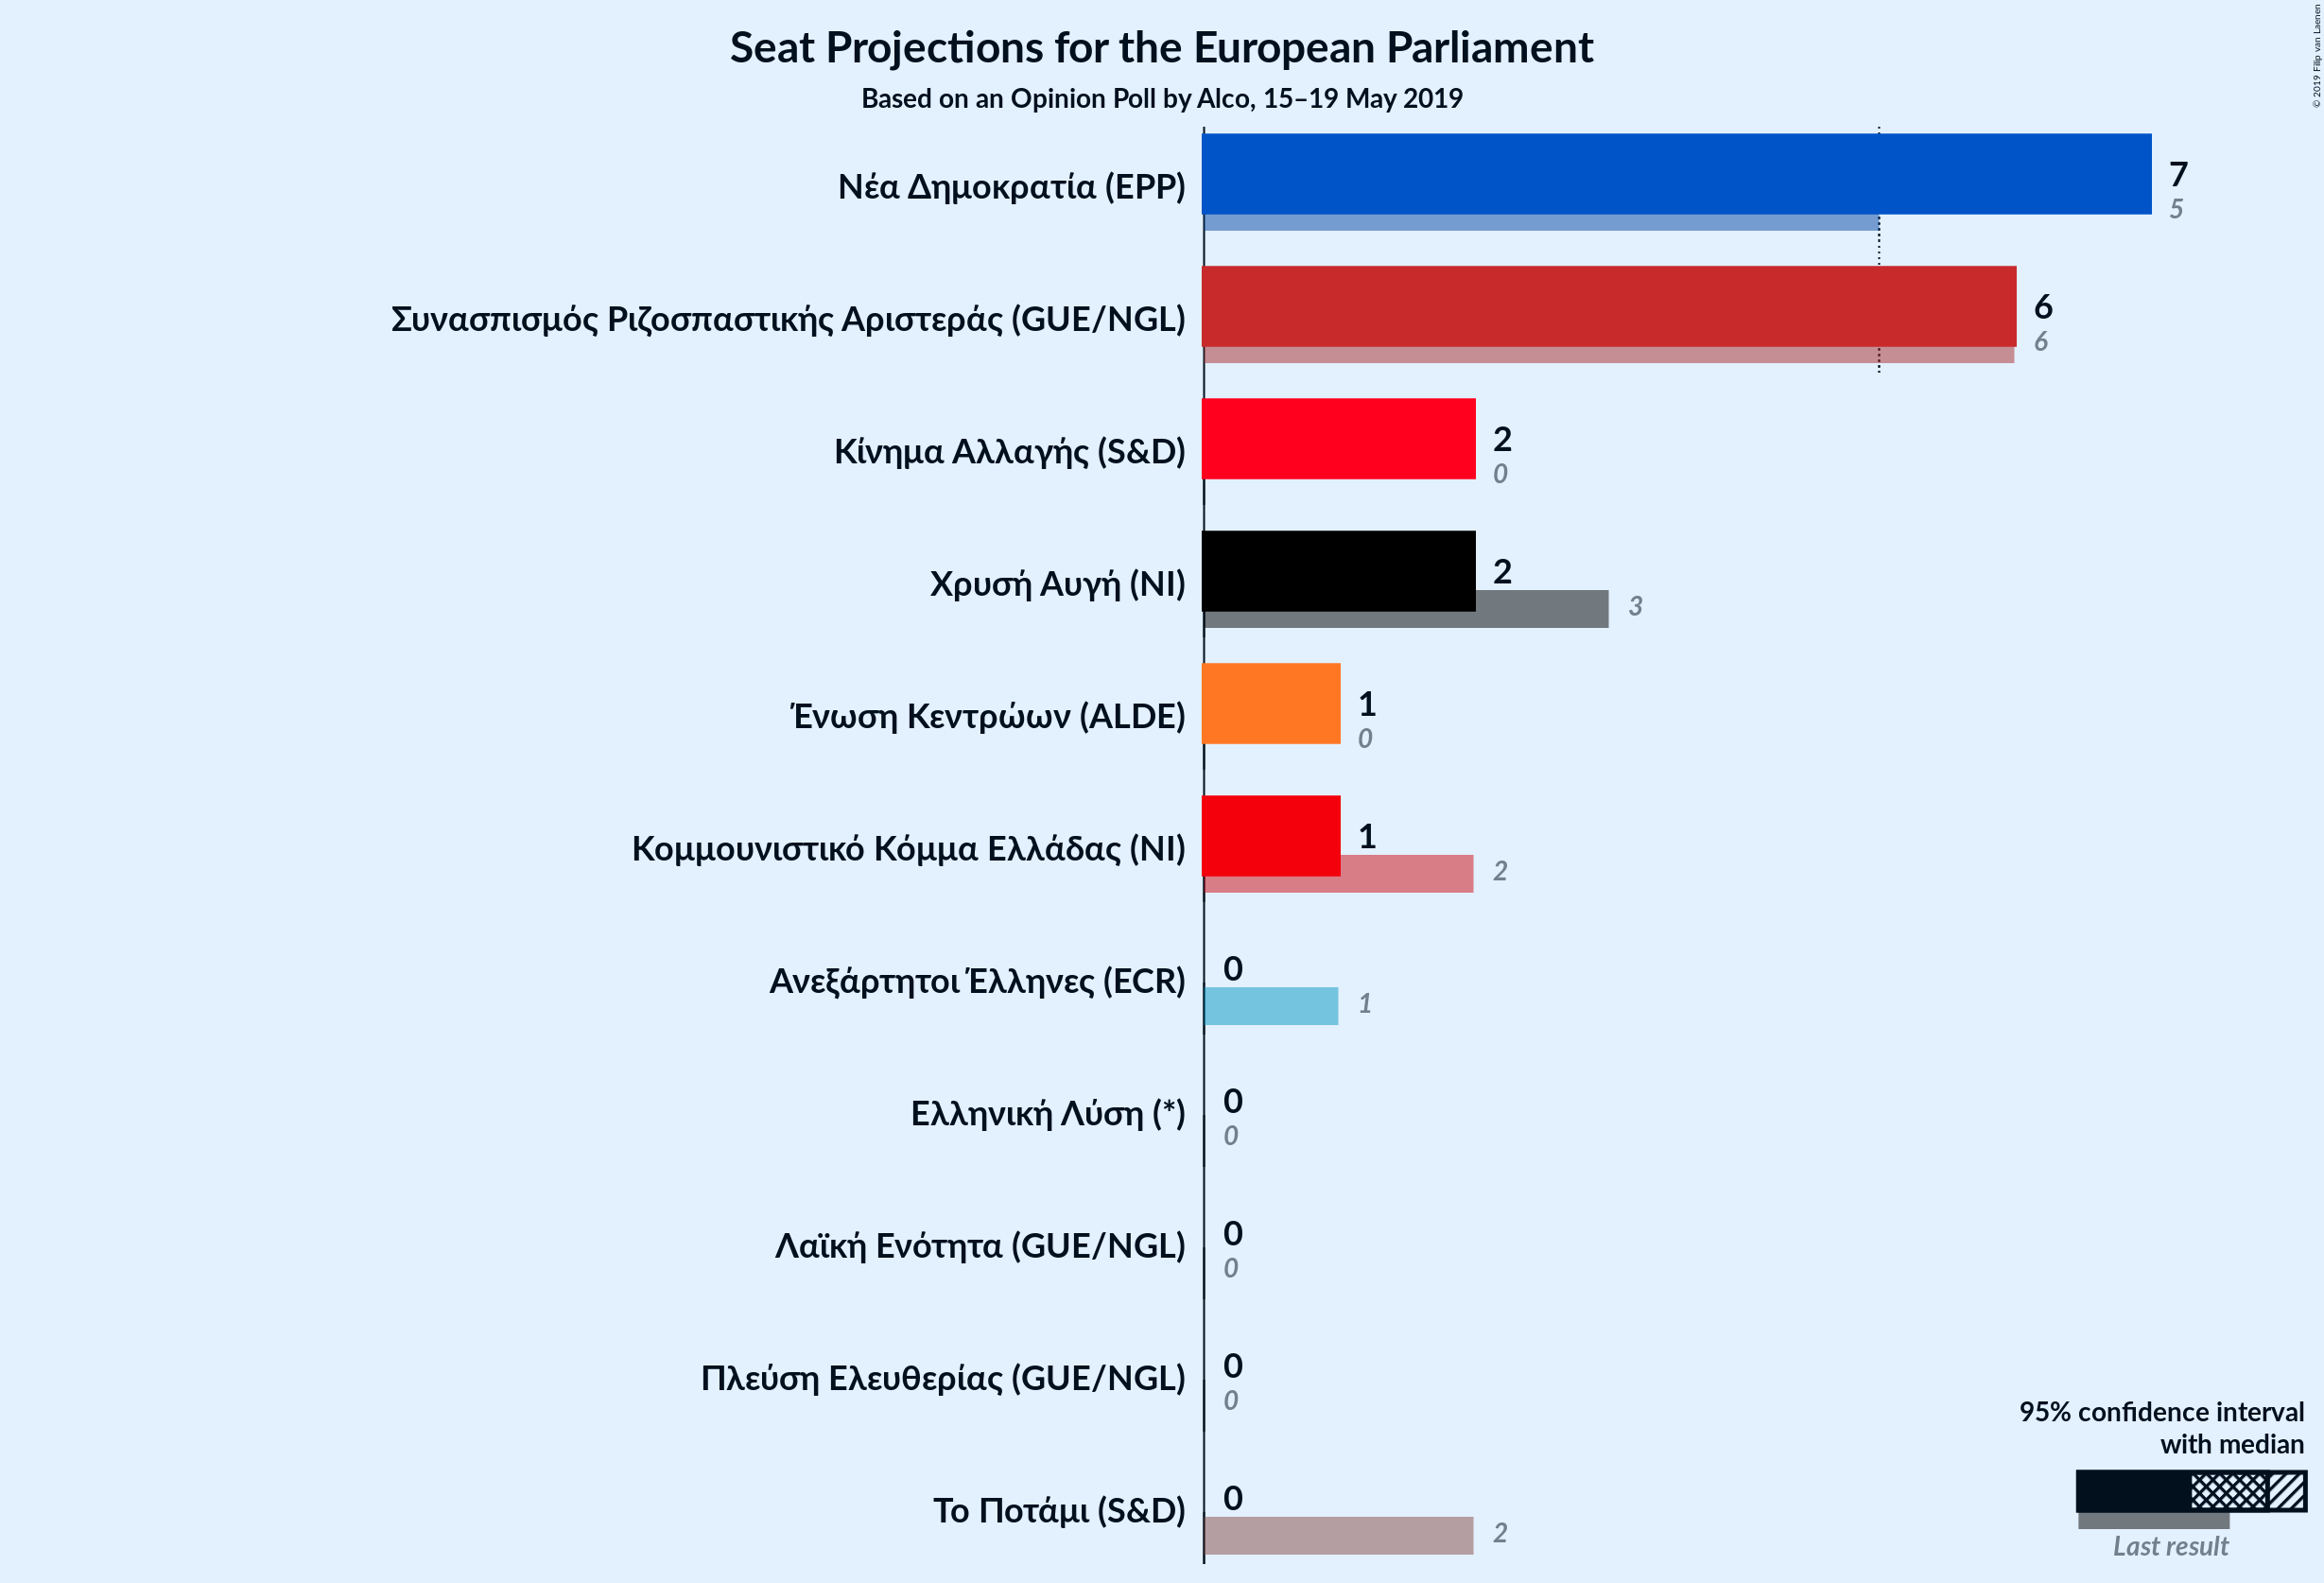 Seat Projections for the European Parliament
Based on an Opinion Poll by Alco, 15–19 May 2019
© 2019 Filip van Laenen
Νέα Δημοκρατία (EPP)
7
5
Συνασπισμός Ριζοσπαστικής Αριστεράς (GUE/NGL)
6
6
Κίνημα Αλλαγής (S&D)
2
0
Χρυσή Αυγή (NI)
2
3
Ένωση Κεντρώων (ALDE)
1
0
Κομμουνιστικό Κόμμα Ελλάδας (NI)
1
2
Ανεξάρτητοι Έλληνες (ECR)
0
1
Ελληνική Λύση (*)
0
0
Λαϊκή Ενότητα (GUE/NGL)
0
0
Πλεύση Ελευθερίας (GUE/NGL)
0
0
Το Ποτάμι (S&D)
0
2
95% confidence interval
with median
Last result